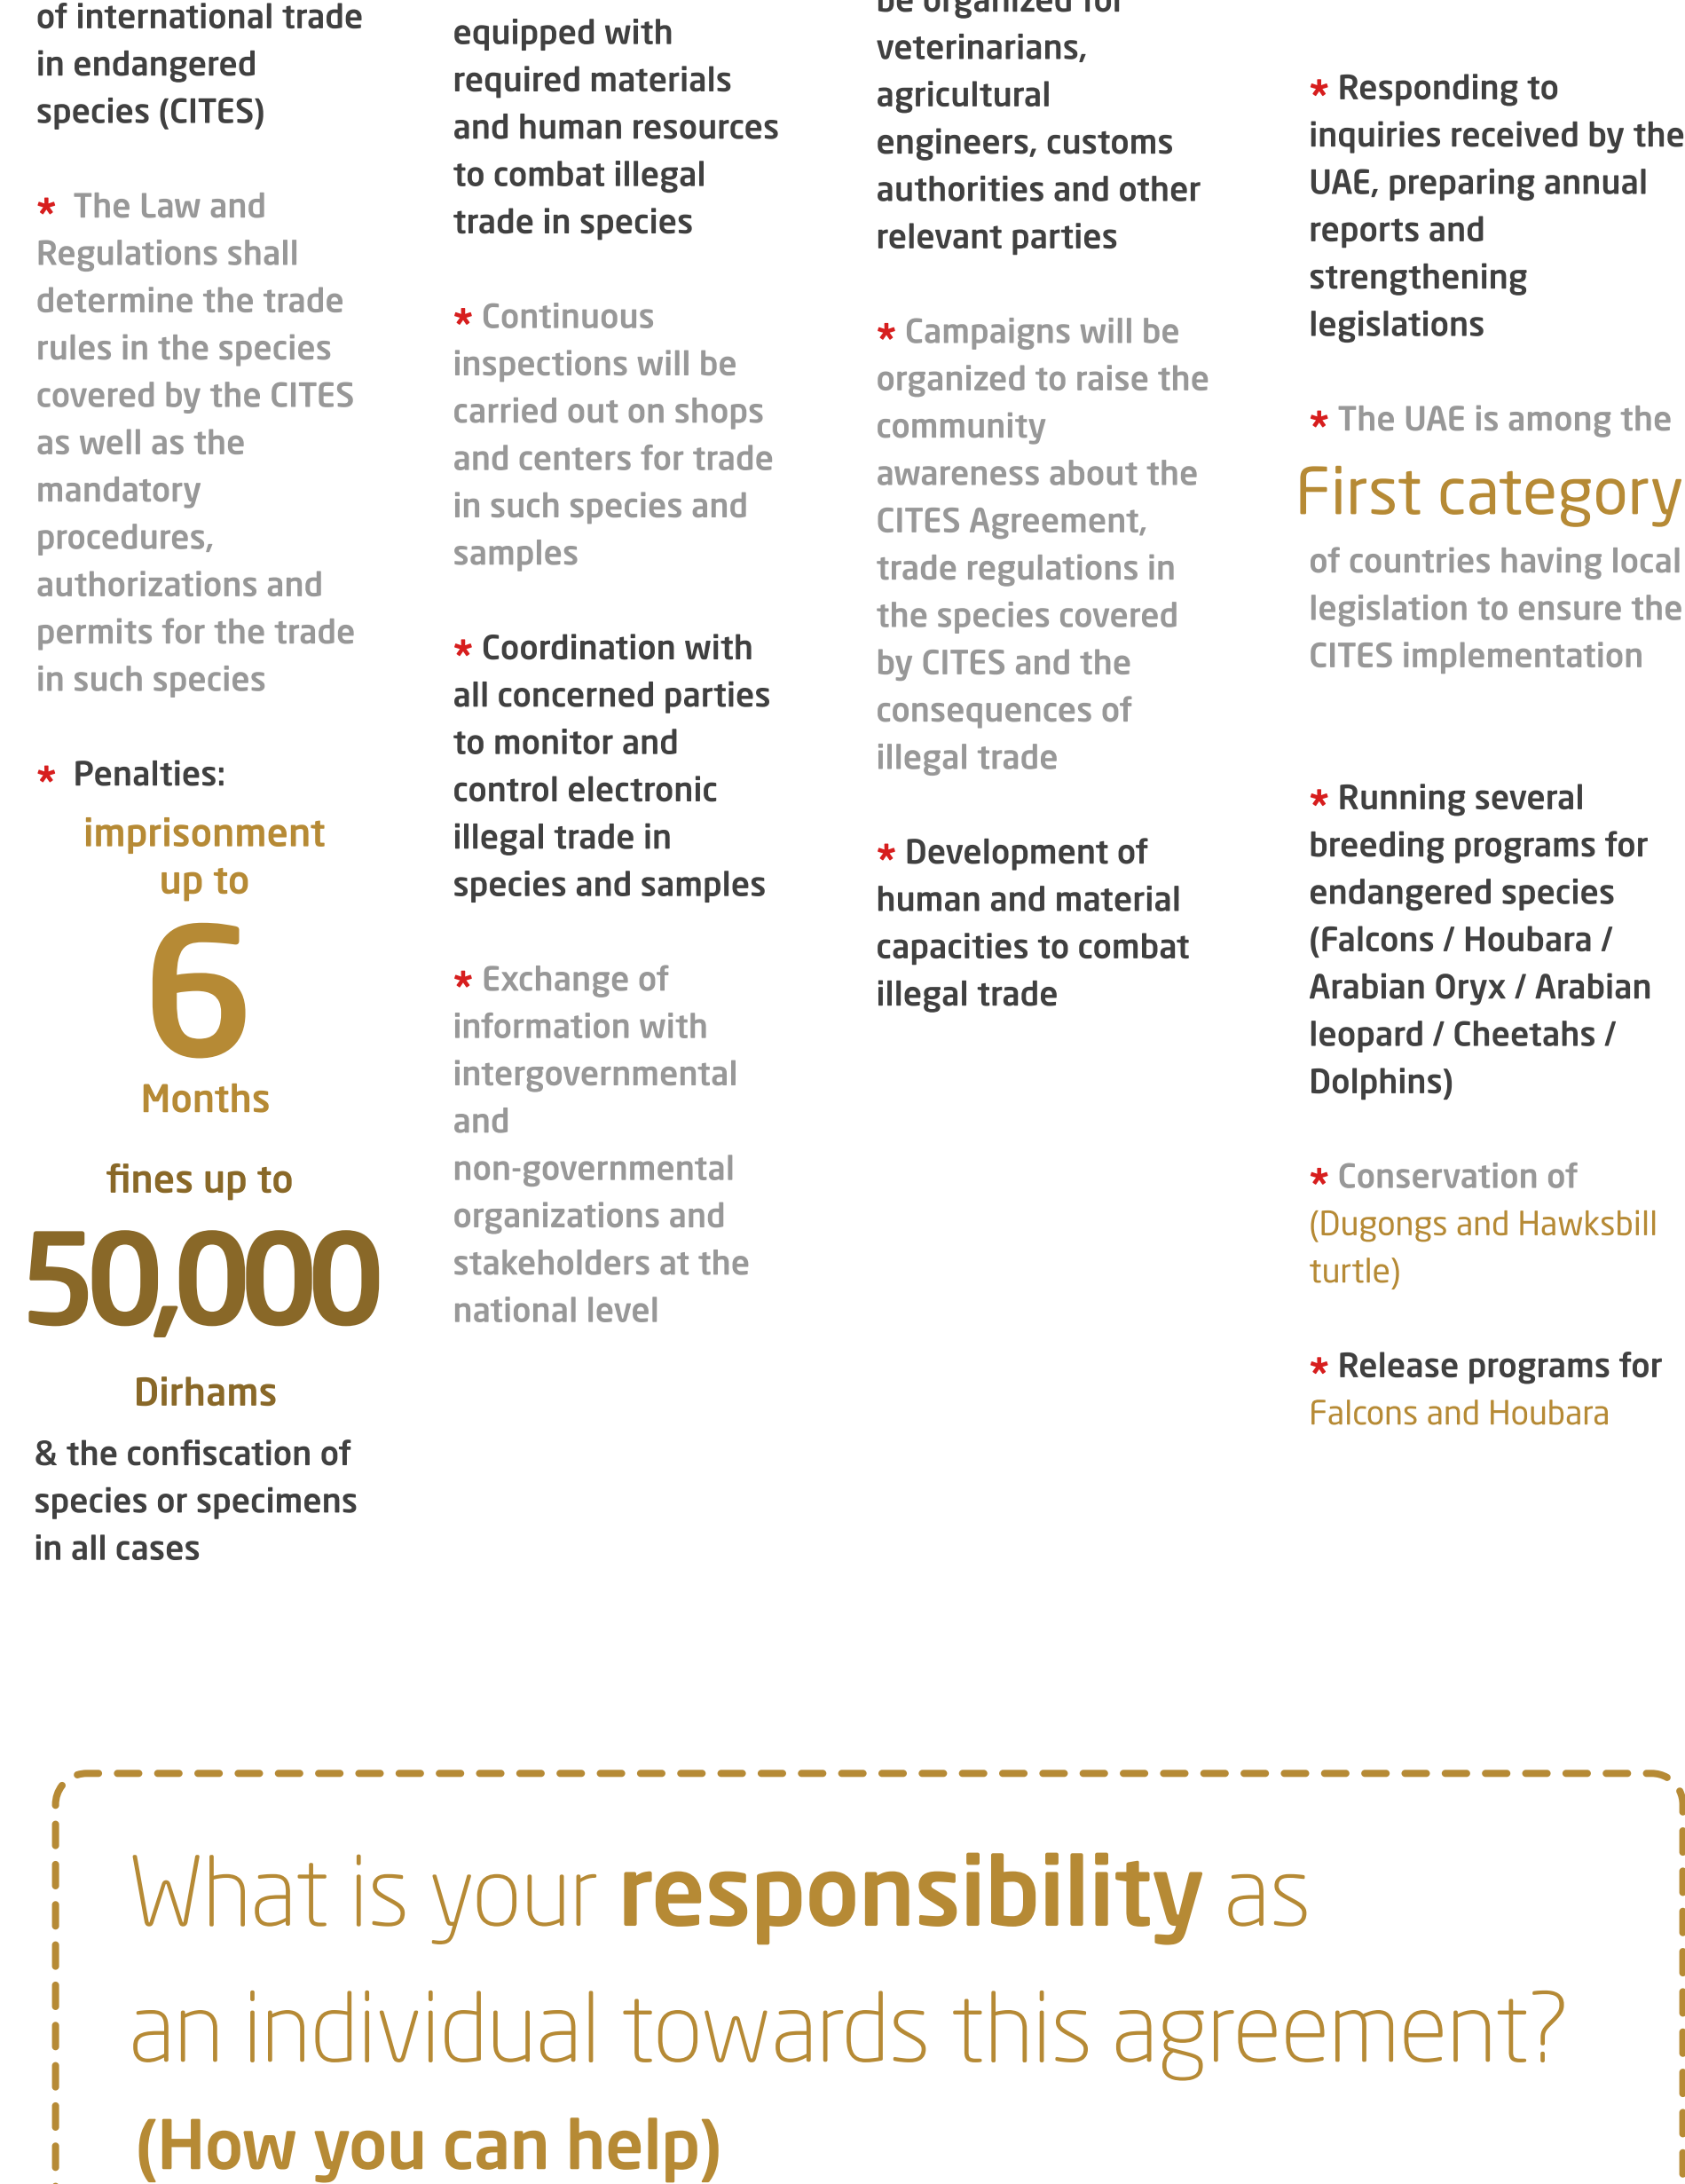 of international trade
in endangered
species (CITES)
* The Law and
Regulations shall
determine the trade
rules in the species
covered by the CITES
as well as the
mandatory
procedures,
authorizations and
permits for the trade
in such species
* Penalties:
imprisonment
up to
6
Months
fines up to
50,000
Dirhams
& the confiscation of
species or specimens
in all cases
equipped with
required materials
and human resources
to combat illegal
trade in species
* Continuous
inspections will be
carried out on shops
and centers for trade
in such species and
samples
* Coordination with
all concerned parties
to monitor and
control electronic
illegal trade in
species and samples
* Exchange of
information with
intergovernmental
and
non-governmental
organizations and
stakeholders at the
national level
be organized for
veterinarians,
agricultural
engineers, customs
authorities and other
relevant parties
* Campaigns will be
organized to raise the
community
awareness about the
CITES Agreement,
trade regulations in
the species covered
by CITES and the
consequences of
illegal trade
* Development of
human and material
capacities to combat
illegal trade
* Responding to
inquiries received by the
UAE, preparing annual
reports and
strengthening
legislations
* The UAE is among the
First category
of countries having local
legislation to ensure the
CITES implementation
* Running several
breeding programs for
endangered species
(Falcons / Houbara /
Arabian Oryx / Arabian
leopard / Cheetahs /
Dolphins)
* Conservation of
(Dugongs and Hawksbill
turtle)
* Release programs for
Falcons and Houbara
What is your responsibility as
an individual towards this agreement?
(How you can help)